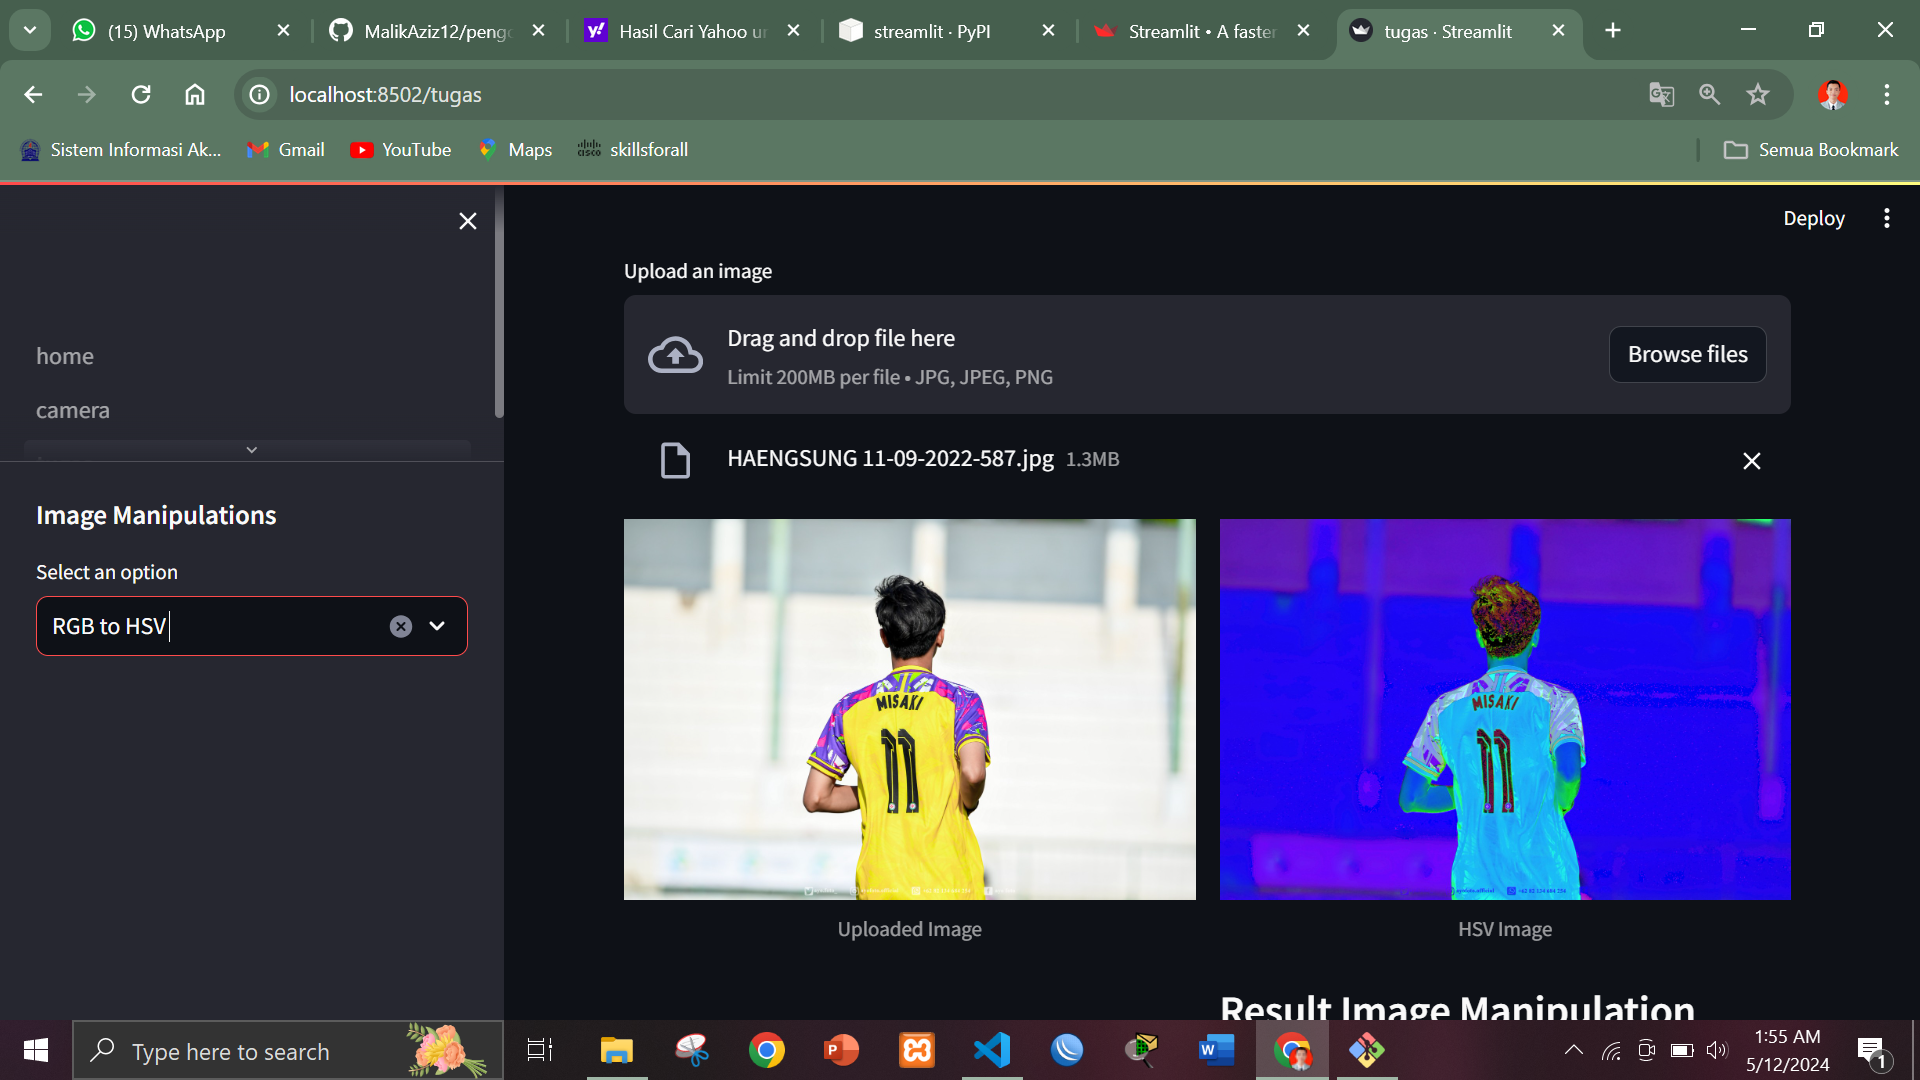 (15) WhatsApp
MalikAziz12/peng
Hasil Cari Yahoo u
streamlit · PyPI
Streamlit • A faster
tugas · Streamlit
localhost:8502/tugas
Sistem Informasi Ak...
Gmail
YouTube
Maps
skillsforall
Semua Bookmark
Deploy
home
camera
Image Manipulations
Select an option
RGB to HSV
Upload an image
Drag and drop file here
Limit 200MB per file • JPG, JPEG, PNG
Browse files
HAENGSUNG 11-09-2022-587.jpg 1.3MB
MISAKI
11
MISAKI
11
Uploaded Image
HSV Image
Result Image Manipulation
Type here to search
1:55 AM
5/12/2024
1